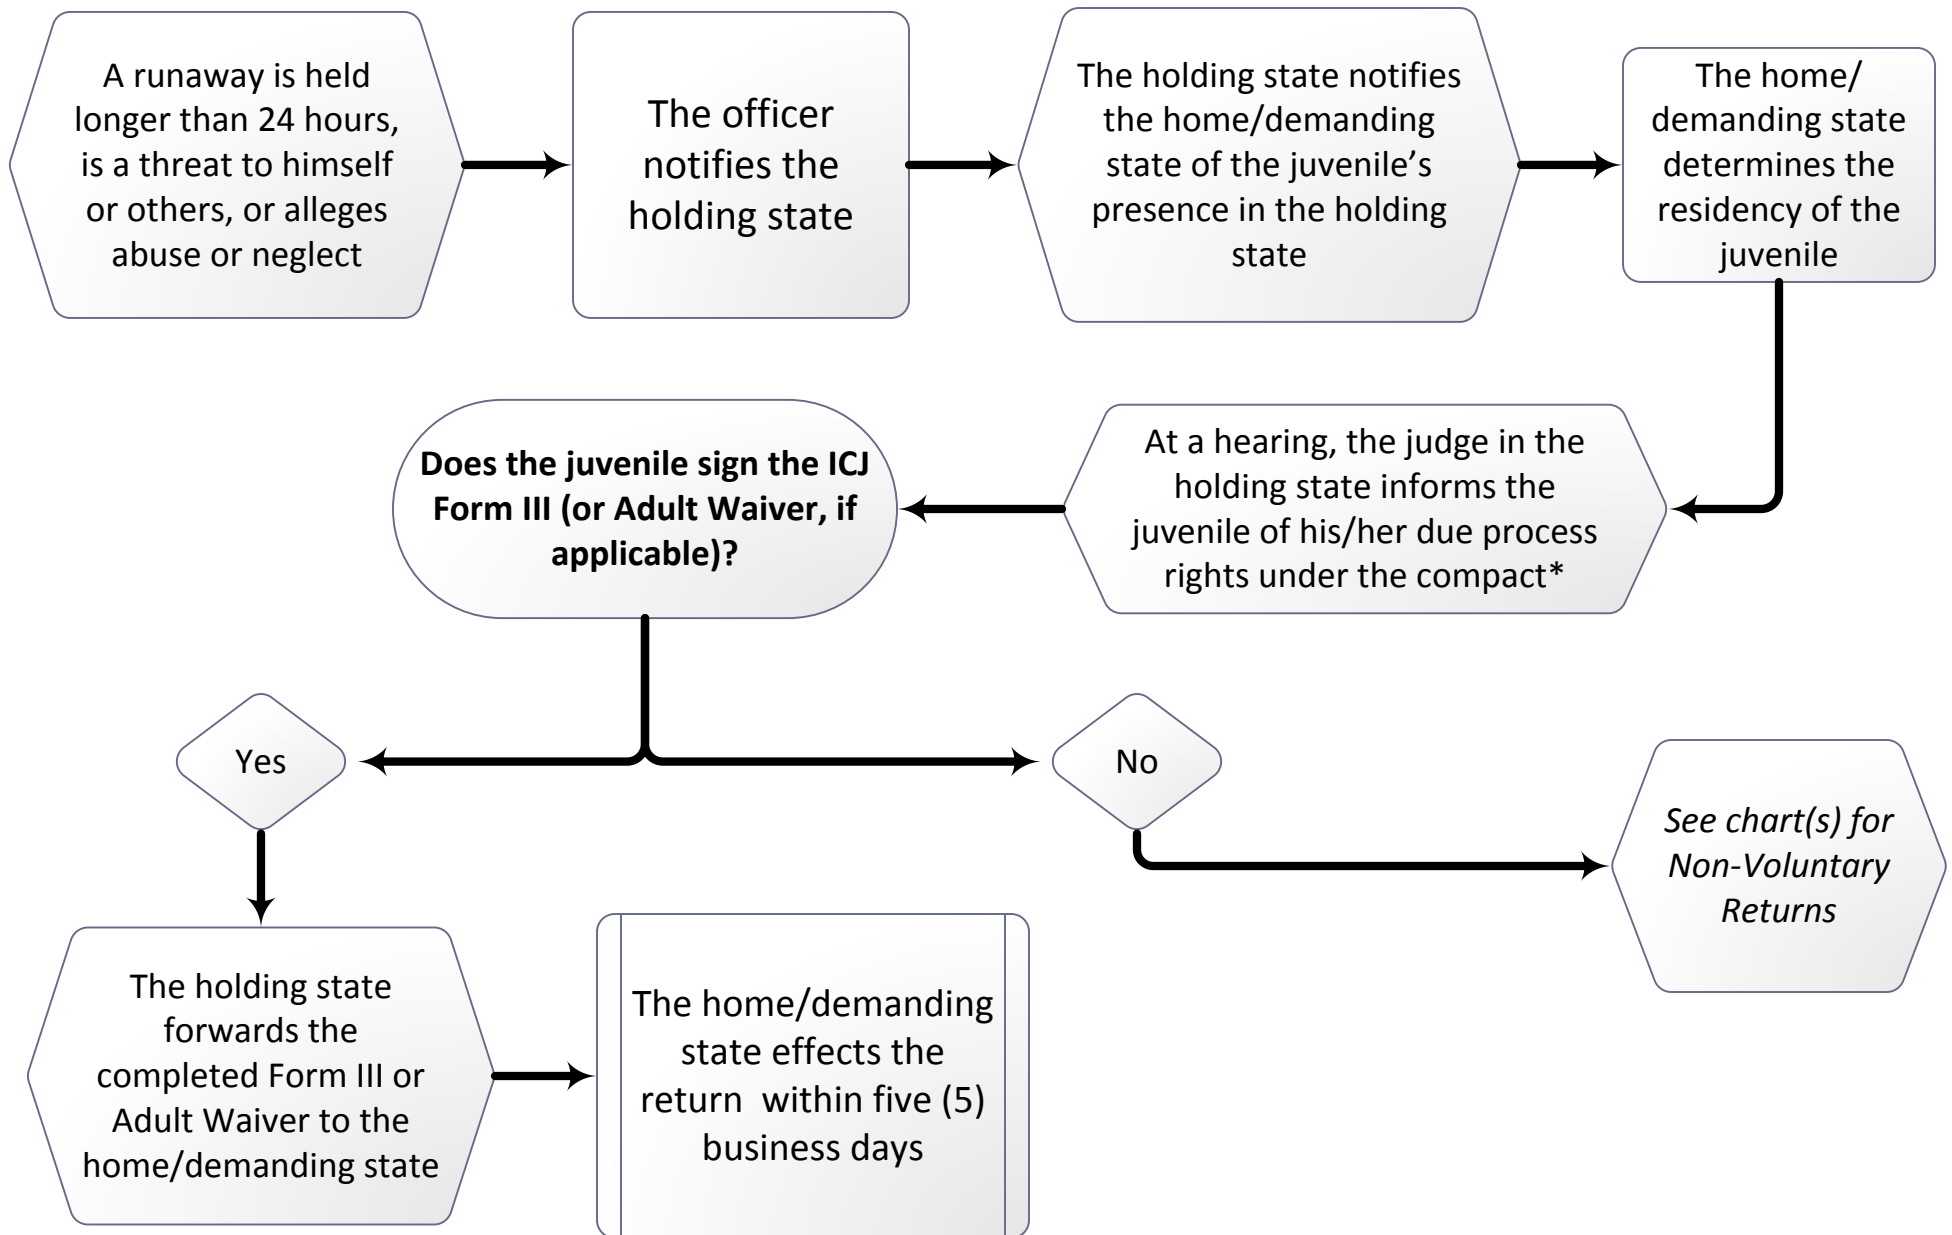 A runaway is held
longer than 24 hours,
is a threat to himself
or others, or alleges
abuse or neglect
The officer
notifies the
holding state
The holding state notifies
the home/demanding
state of the juvenile’s
presence in the holding
state
The home/
demanding state
determines the
residency of the
juvenile
At a hearing, the judge in the
holding state informs the
juvenile of his/her due process
rights under the compact*
Does the juvenile sign the ICJ
Form III (or Adult Waiver, if
applicable)?
Yes
No
See chart(s) for
Non-Voluntary
Returns
The holding state
forwards the
completed Form III or
Adult Waiver to the
home/demanding state
The home/demanding
state effects the
return within five (5)
business days